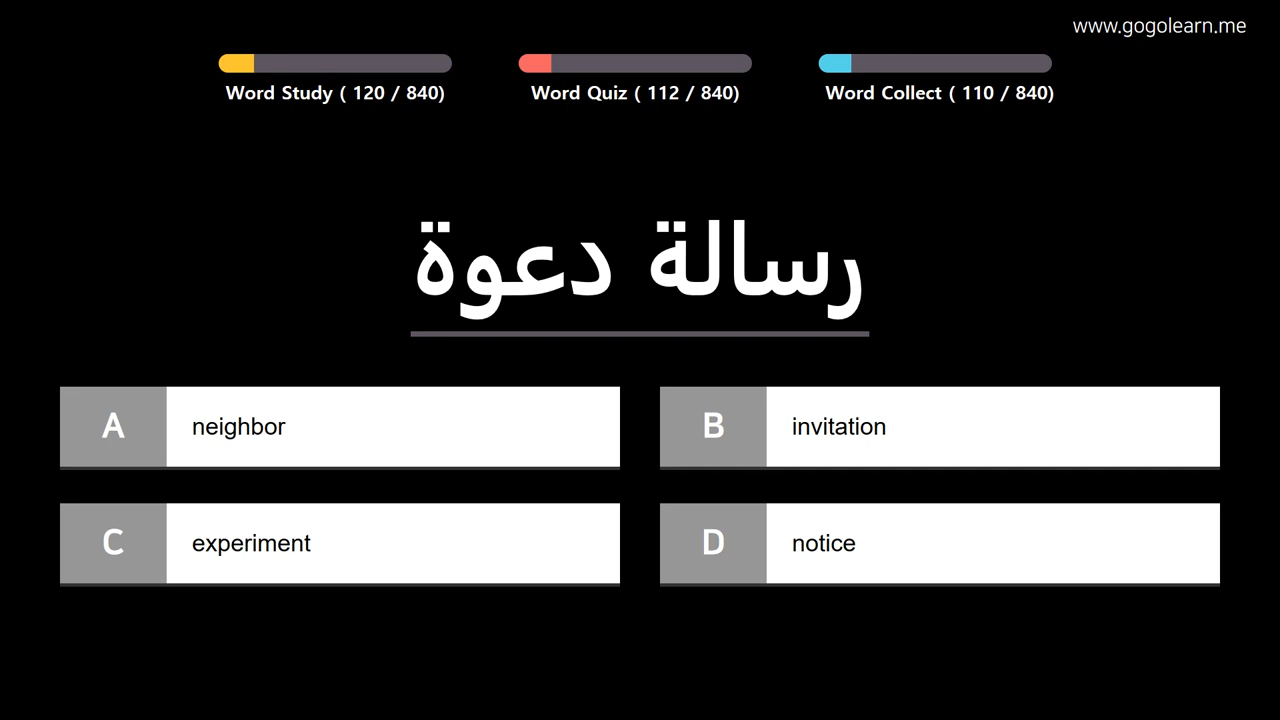 www.gogolearn.me
Word Study ( 120 / 840)
Word Quiz ( 112 / 840)
Word Collect ( 110 / 840)
رسالة دعوة
A neighbor
B invitation
C experiment
D notice